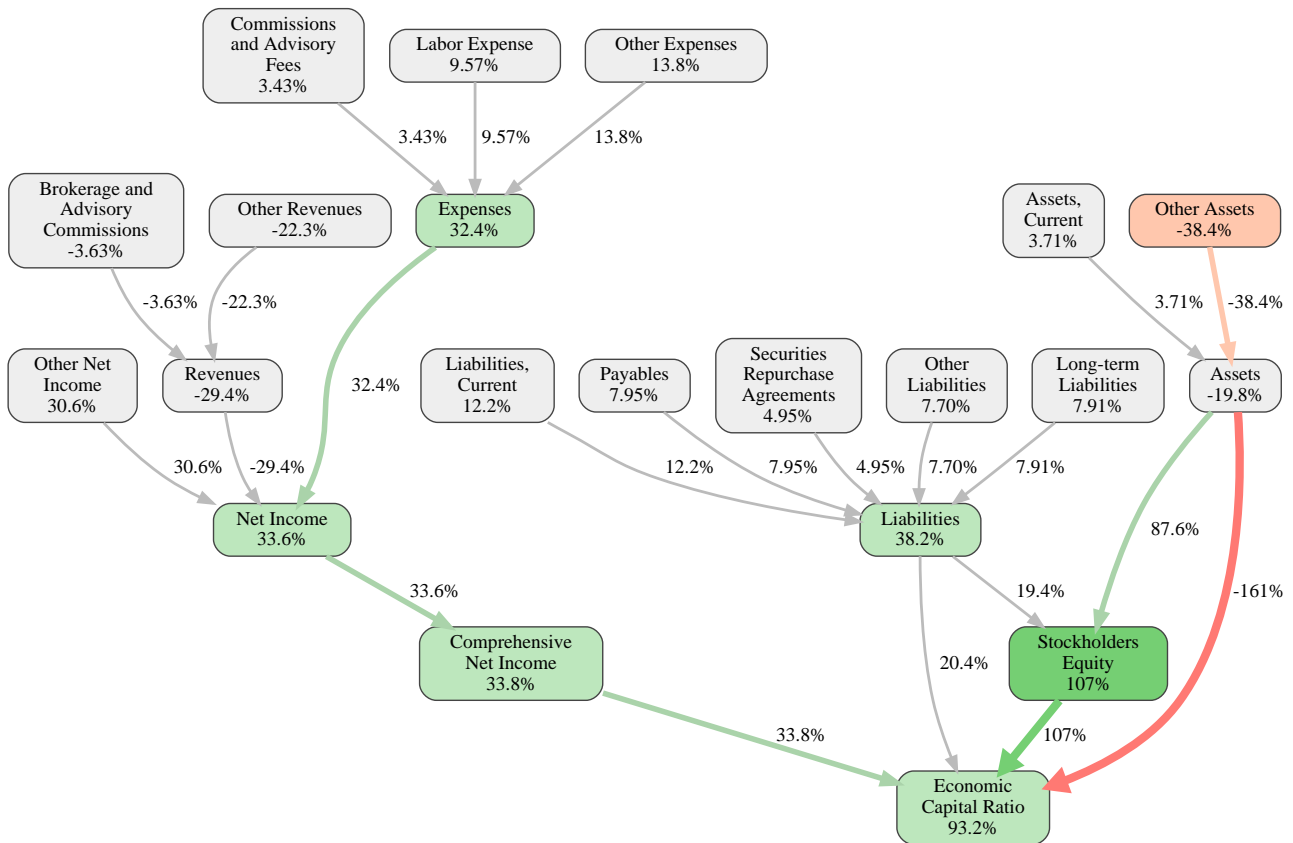 Commissions
and Advisory
Fees
3.43%
Labor Expense
9.57%
Other Expenses
13.8%
3.43%
9.57%
13.8%
Brokerage and
Advisory
Commissions
-3.63%
Other Revenues
-22.3%
Expenses
32.4%
Assets,
Current
3.71%
Other Assets
-38.4%
-3.63%
-22.3%
3.71%
-38.4%
Other Net
Income
30.6%
Revenues
-29.4%
32.4%
Liabilities,
Current
12.2%
Payables
7.95%
Securities
Repurchase
Agreements
4.95%
Other
Liabilities
7.70%
Long-term
Liabilities
7.91%
Assets
-19.8%
30.6%
-29.4%
12.2%
7.95%
4.95%
7.70%
7.91%
Net Income
33.6%
Liabilities
38.2%
87.6%
33.6%
19.4%
-161%
Comprehensive
Net Income
33.8%
20.4%
Stockholders
Equity
107%
33.8%
107%
Economic
Capital Ratio
93.2%